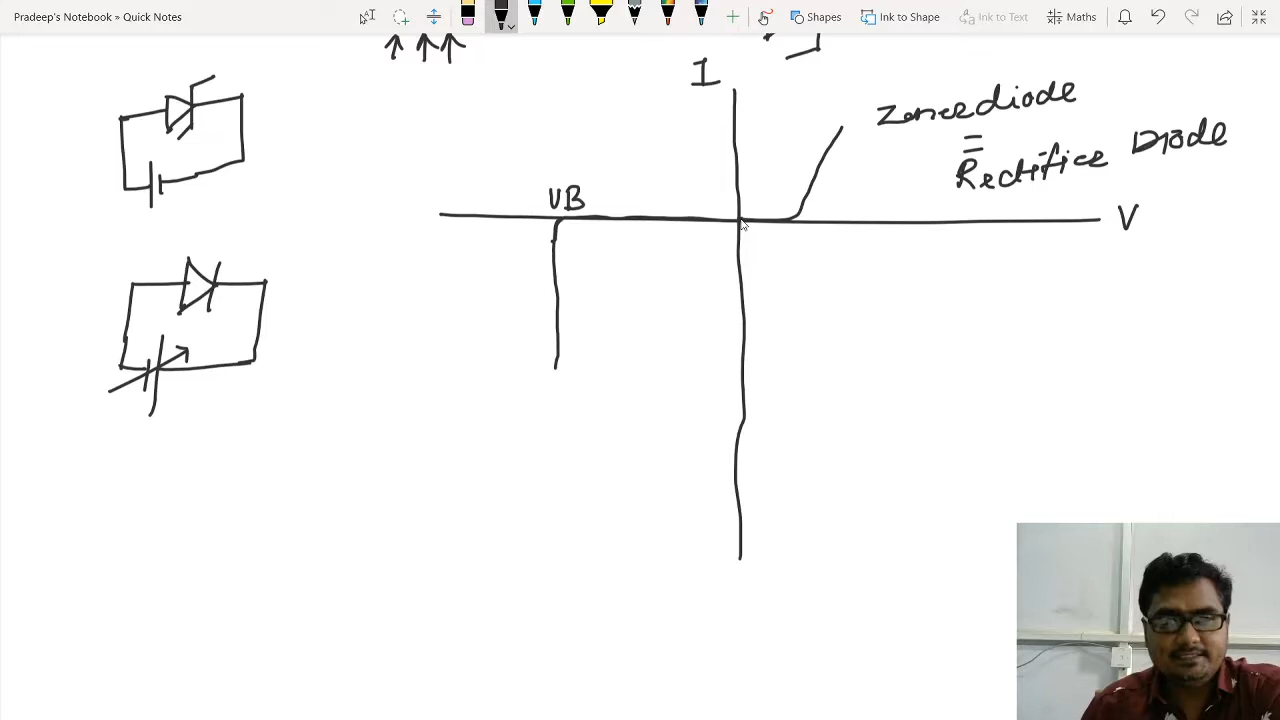 Pradeep's Notebook » Quick Notes
Shapes
Ink to Shape
Ink to Text
Maths
I
Zener diode
=
Rectifier Diode
VB
V